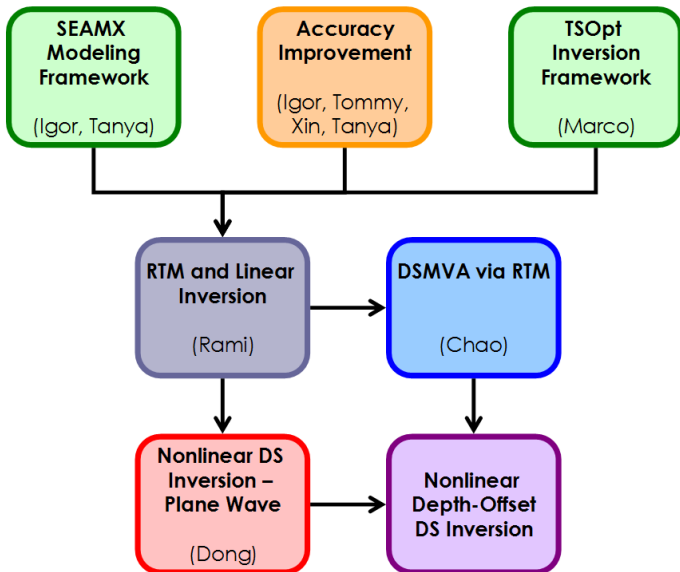 SEAMX
Modeling
Framework
(Igor, Tanya)
Accuracy
Improvement
(Igor, Tommy,
Xin, Tanya)
TSOpt
Inversion
Framework
(Marco)
RTM and Linear
Inversion
(Rami)
DSMVA via RTM
(Chao)
Nonlinear DS
Inversion –
Plane Wave
(Dong)
Nonlinear
Depth-Offset
DS Inversion